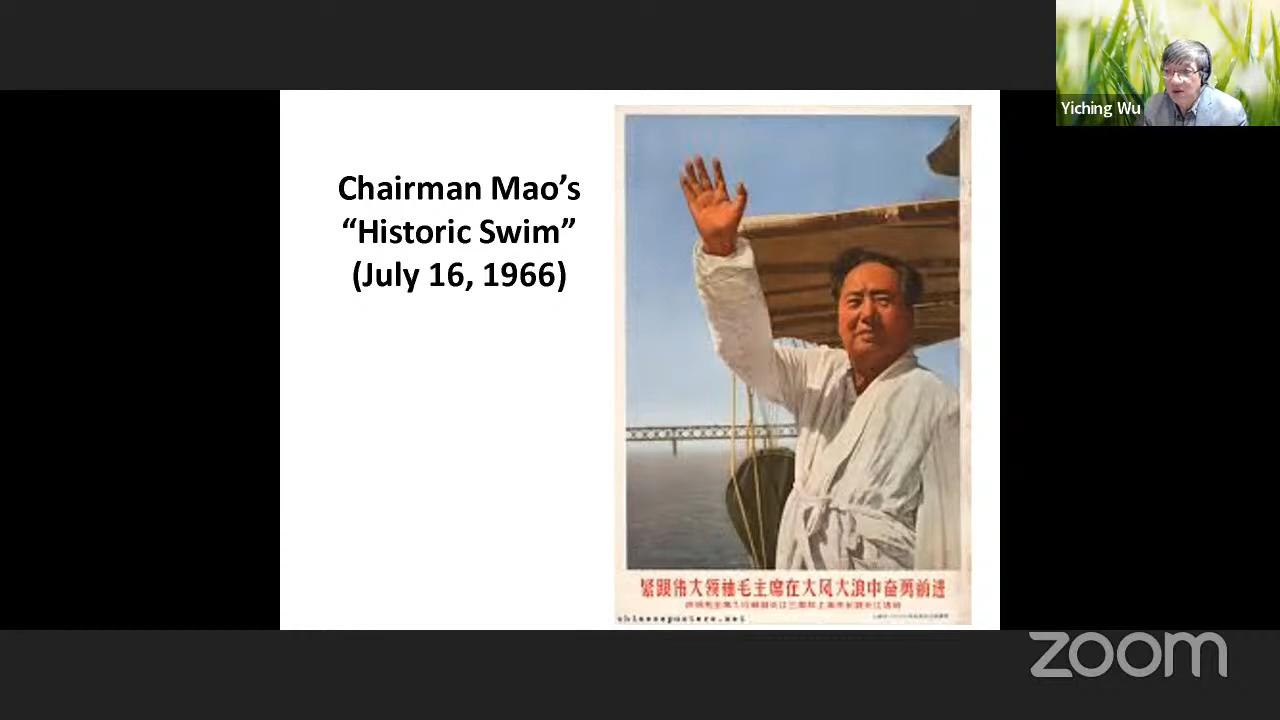 Yiching Wu
Chairman Mao’s
“Historic Swim”
(July 16, 1966)
紧跟伟大领袖毛主席在大风大浪中奋勇前进
chineseposters.net
zoom